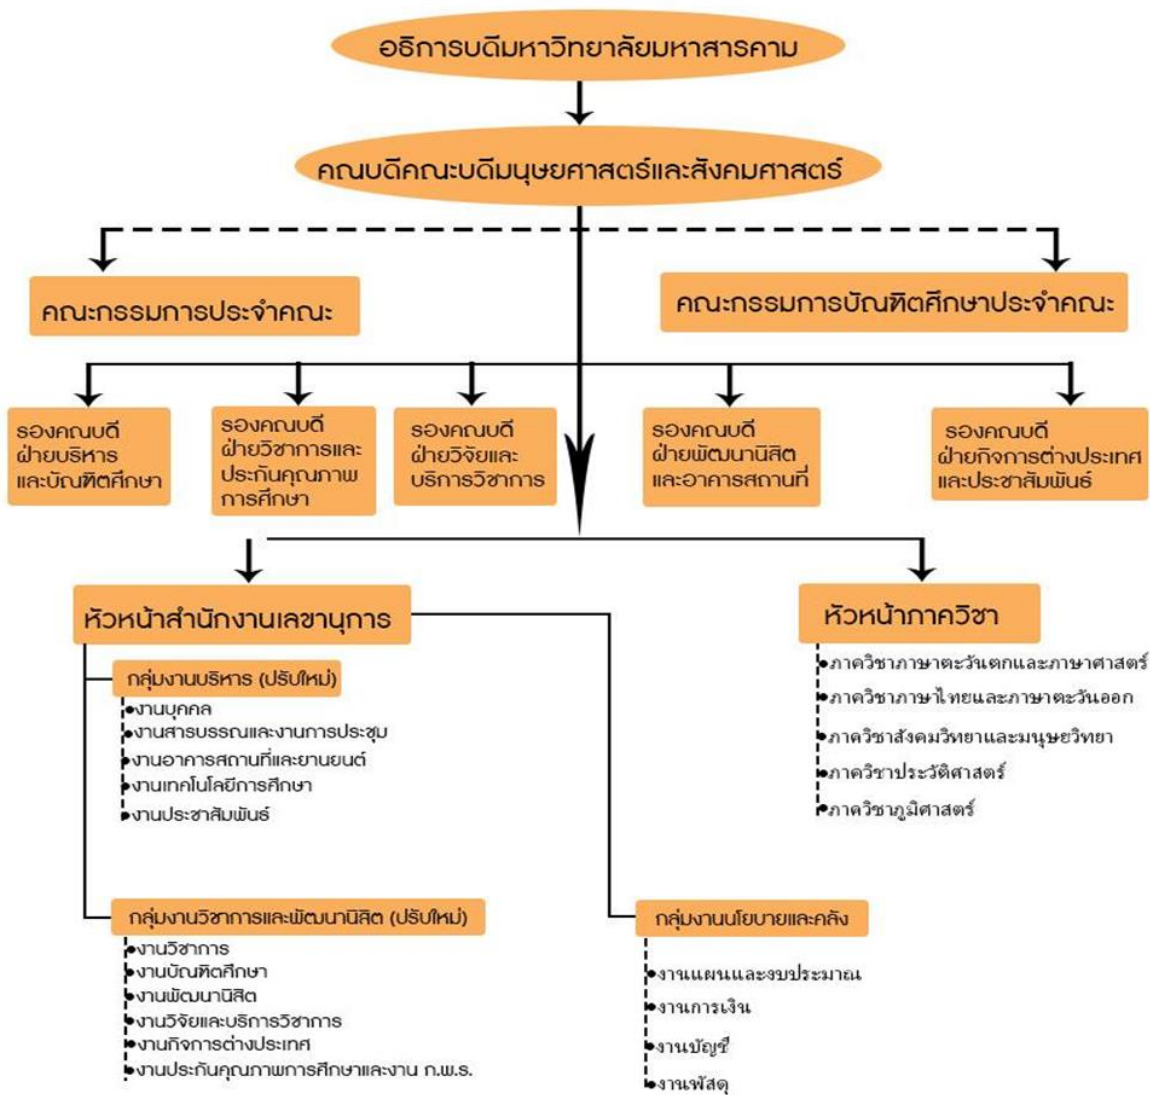 อธิการบดีมหาวิทยาลัยมหาสารคาม
คณบดีคณะบดีมนุษยศาสตร์และสังคมศาสตร์
คณะกรรมการประจำคณะ
คณะกรรมการบัณฑิตศึกษาประจำคณะ
รองคณบดี
ฝ่ายบริหาร
และบัณฑิตศึกษา
รองคณบดี
ฝ่ายวิชาการและ
ประกันคุณภาพ
การศึกษา
รองคณบดี
ฝ่ายวิจัยและ
บริการวิชาการ
รองคณบดี
ฝ่ายพัฒนานิสิต
และอาคารสถานที่
รองคณบดี
ฝ่ายกิจการต่างประเทศ
และประชาสัมพันธ์
หัวหน้าสำนักงานเลขานุการ
กลุ่มงานบริหาร (ปรับใหม่)
งานบุคคล
งานสารบรรณและงานการประชุม
งานอาคารสถานที่และยานยนต์
งานเทคโนโลยีการศึกษา
งานประชาสัมพันธ์
หัวหน้าภาควิชา
ภาควิชาภาษาตะวันตกและภาษาศาสตร์
ภาควิชาภาษาไทยและภาษาตะวันออก
ภาควิชาสังคมวิทยาและมนุษยวิทยา
ภาควิชาประวัติศาสตร์
ภาควิชาภูมิศาสตร์
กลุ่มงานวิชาการและพัฒนานิสิต (ปรับใหม่)
งานวิชาการ
งานบัณฑิตศึกษา
งานพัฒนานิสิต
งานวิจัยและบริการวิชาการ
งานกิจการต่างประเทศ
งานประกันคุณภาพการศึกษาและงาน ก.พ.ร.
กลุ่มงานนโยบายและคลัง
งานแผนและงบประมาณ
งานการเงิน
งานบัญชี
งานพัสดุ